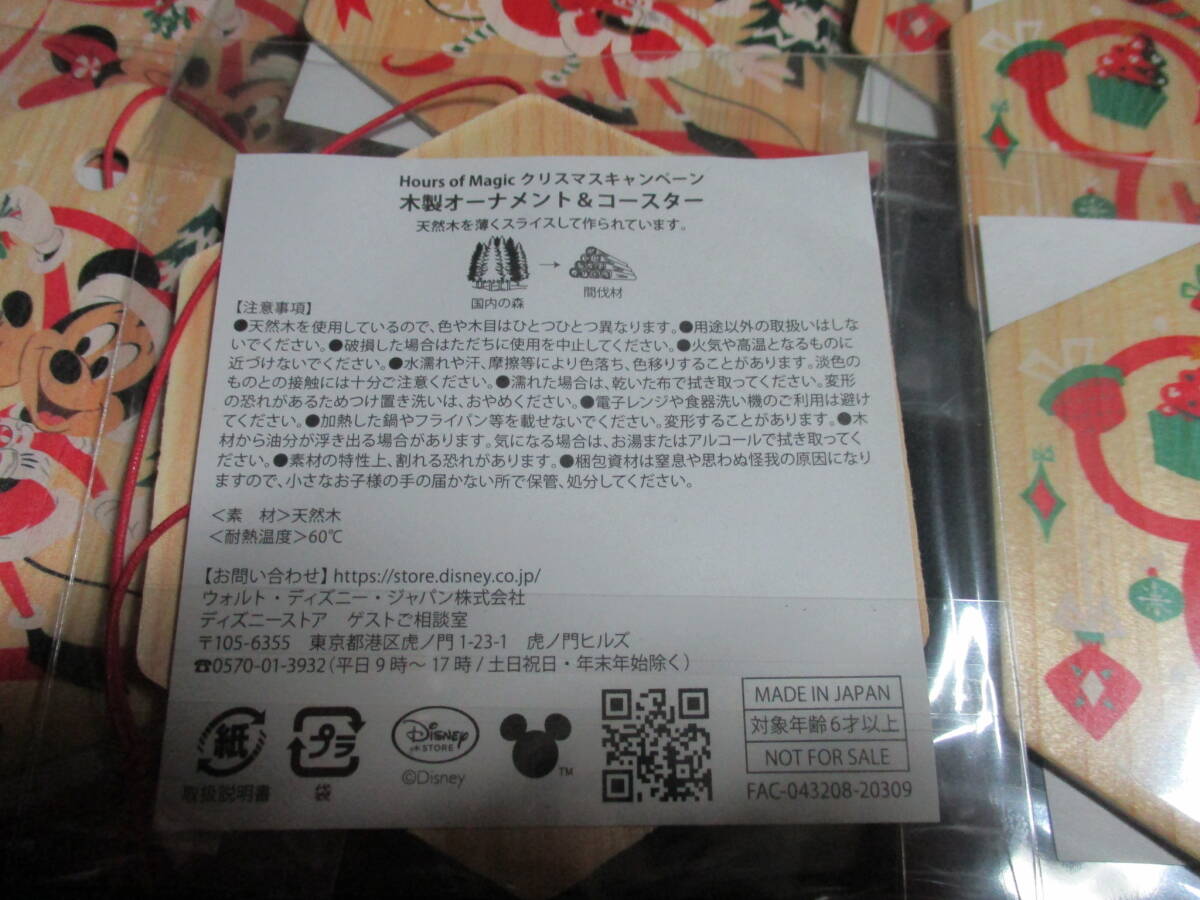 Hours of Magic クリスマスキャンペーン
木製オーナメント＆コースター
天然木を薄くスライスして作られています。
→
国内の森
間伐材
【注意事項】
●天然木を使用しているので、色や木目はひとつひとつ異なります。●用途以外の取扱いはしな
いでください。●破損した場合はただちに使用を中止してください。●火気や高温となるものに
近づけないでください。●水濡れや汗、摩擦等により色落ち、色移りすることがあります。淡色の
ものとの接触には十分ご注意ください。●濡れた場合は、乾いた布で拭き取ってください。変形
の恐れがあるためつけ置き洗いは、おやめください。●電子レンジや食器洗い機のご利用は避け
てください。●加熱した鍋やフライパン等を載せないでください。変形することがあります。●木
材から油分が浮き出る場合があります。気になる場合は、お湯またはアルコールで拭き取ってく
ださい。●素材の特性上、割れる恐れがあります。●梱包資材は窒息や思わぬ怪我の原因になり
ますので、小さなお子様の手の届かない所で保管、処分してください。
＜素　材＞天然木
＜耐熱温度＞60℃
【お問い合わせ】https://store.disney.co.jp/
ウォルト・ディズニー・ジャパン株式会社
ディズニーストア　ゲストご相談室
〒105-6355　東京都港区虎ノ門1-23-1　虎ノ門ヒルズ
☎0570-01-3932（平日9時～17時/土日祝日・年末年始除く）
紙
取扱説明書
プラ
袋
Disney
STORE
©Disney
TM
MADE IN JAPAN
対象年齢6才以上
NOT FOR SALE
FAC-043208-20309